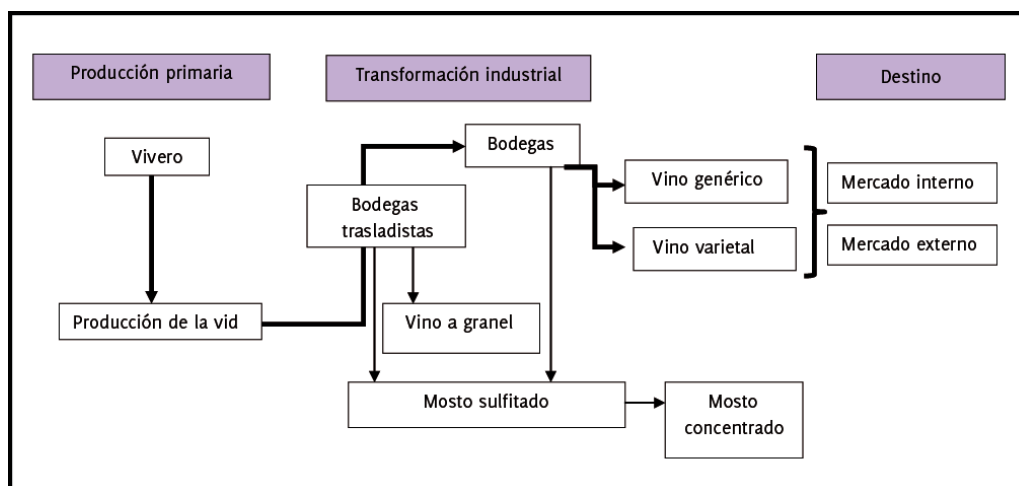 Producción primaria
Transformación industrial
Destino
Vivero
Bodegas
Vino genérico
Mercado interno
Bodegas
trasladistas
Vino varietal
Mercado externo
Producción de la vid
Vino a granel
Mosto sulfitado
Mosto
concentrado